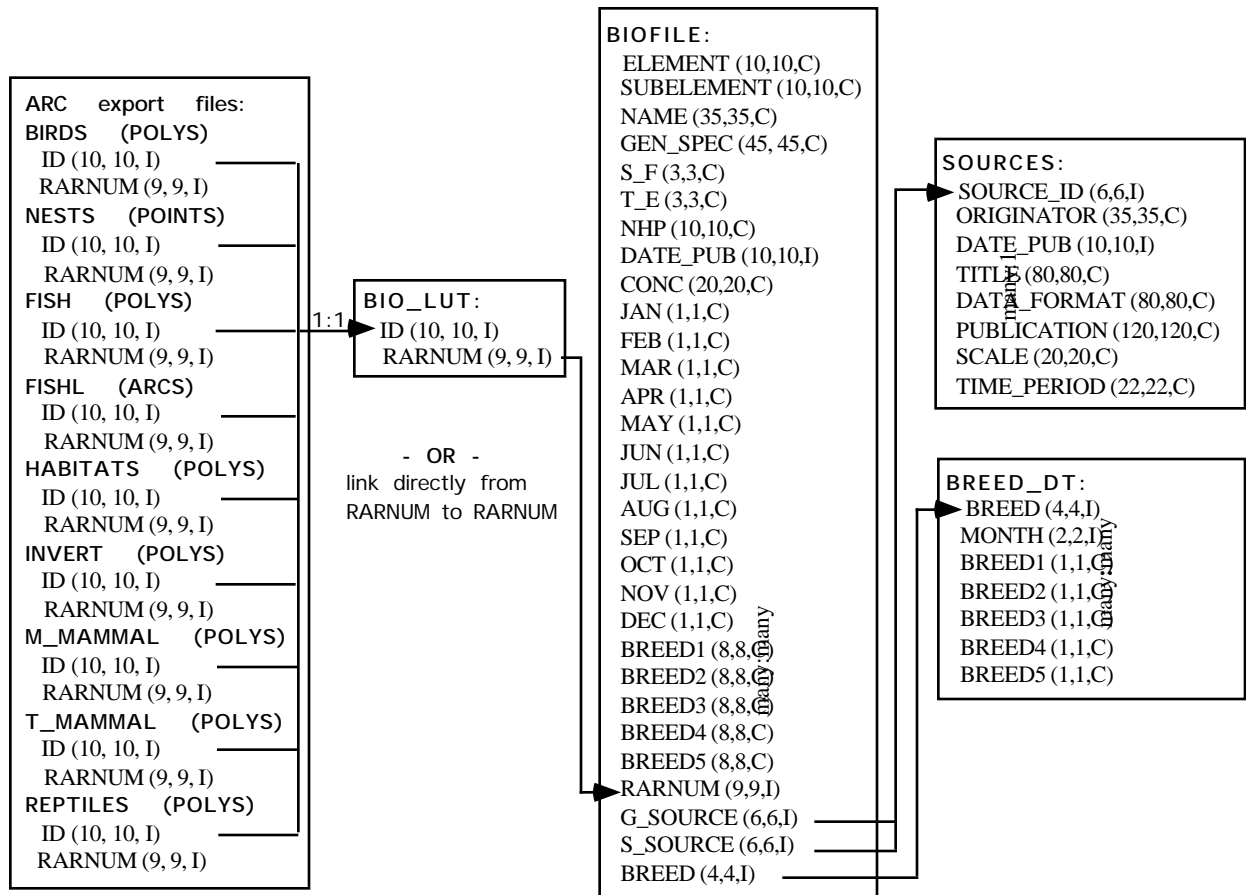 ARC export files:
BIRDS (POLYS)
ID (10, 10, I)
RARNUM (9, 9, I)
NESTS (POINTS)
ID (10, 10, I)
RARNUM (9, 9, I)
FISH (POLYS)
ID (10, 10, I)
RARNUM (9, 9, I)
FISHL (ARCS)
ID (10, 10, I)
RARNUM (9, 9, I)
HABITATS (POLYS)
ID (10, 10, I)
RARNUM (9, 9, I)
INVERT (POLYS)
ID (10, 10, I)
RARNUM (9, 9, I)
M_MAMMAL (POLYS)
ID (10, 10, I)
RARNUM (9, 9, I)
T_MAMMAL (POLYS)
ID (10, 10, I)
RARNUM (9, 9, I)
REPTILES (POLYS)
ID (10, 10, I)
RARNUM (9, 9, I)
1:1
BIO_LUT:
ID (10, 10, I)
RARNUM (9, 9, I)
- OR -
link directly from
RARNUM to RARNUM
BIOFILE:
ELEMENT (10,10,C)
SUBELEMENT (10,10,C)
NAME (35,35,C)
GEN_SPEC (45, 45,C)
S_F (3,3,C)
T_E (3,3,C)
NHP (10,10,C)
DATE_PUB (10,10,I)
CONC (20,20,C)
JAN (1,1,C)
FEB (1,1,C)
MAR (1,1,C)
APR (1,1,C)
MAY (1,1,C)
JUN (1,1,C)
JUL (1,1,C)
AUG (1,1,C)
SEP (1,1,C)
OCT (1,1,C)
NOV (1,1,C)
DEC (1,1,C)
BREED1 (8,8,C)
BREED2 (8,8,C)
BREED3 (8,8,C)
BREED4 (8,8,C)
BREED5 (8,8,C)
RARNUM (9,9,I)
G_SOURCE (6,6,I)
S_SOURCE (6,6,I)
BREED (4,4,I)
many:many
SOURCES:
SOURCE_ID (6,6,I)
ORIGINATOR (35,35,C)
DATE_PUB (10,10,I)
TITLE (80,80,C)
DATA_FORMAT (80,80,C)
PUBLICATION (120,120,C)
SCALE (20,20,C)
TIME_PERIOD (22,22,C)
many:1
BREED_DT:
BREED (4,4,I)
MONTH (2,2,I)
BREED1 (1,1,C)
BREED2 (1,1,C)
BREED3 (1,1,C)
BREED4 (1,1,C)
BREED5 (1,1,C)
many:many